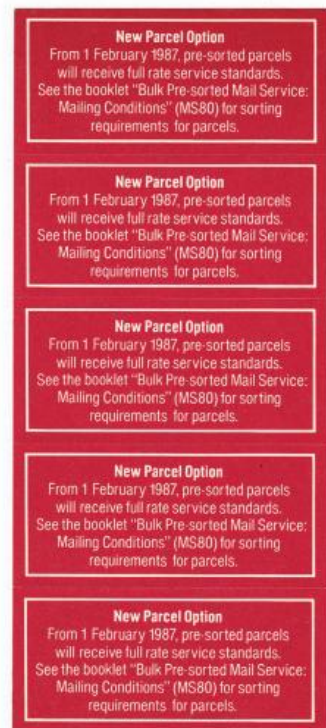 New Parcel Option
From 1 February 1987, pre-sorted parcels
will receive full rate service standards.
See the booklet "Bulk Pre-sorted Mail Service:
Mailing Conditions" (MS80) for sorting
requirements for parcels.
New Parcel Option
From 1 February 1987, pre-sorted parcels
will receive full rate service standards.
See the booklet "Bulk Pre-sorted Mail Service:
Mailing Conditions" (MS80) for sorting
requirements for parcels.
New Parcel Option
From 1 February 1987, pre-sorted parcels
will receive full rate service standards.
See the booklet "Bulk Pre-sorted Mail Service:
Mailing Conditions" (MS80) for sorting
requirements for parcels.
New Parcel Option
From 1 February 1987, pre-sorted parcels
will receive full rate service standards.
See the booklet "Bulk Pre-sorted Mail Service:
Mailing Conditions" (MS80) for sorting
requirements for parcels.
New Parcel Option
From 1 February 1987, pre-sorted parcels
will receive full rate service standards.
See the booklet "Bulk Pre-sorted Mail Service:
Mailing Conditions" (MS80) for sorting
requirements for parcels.